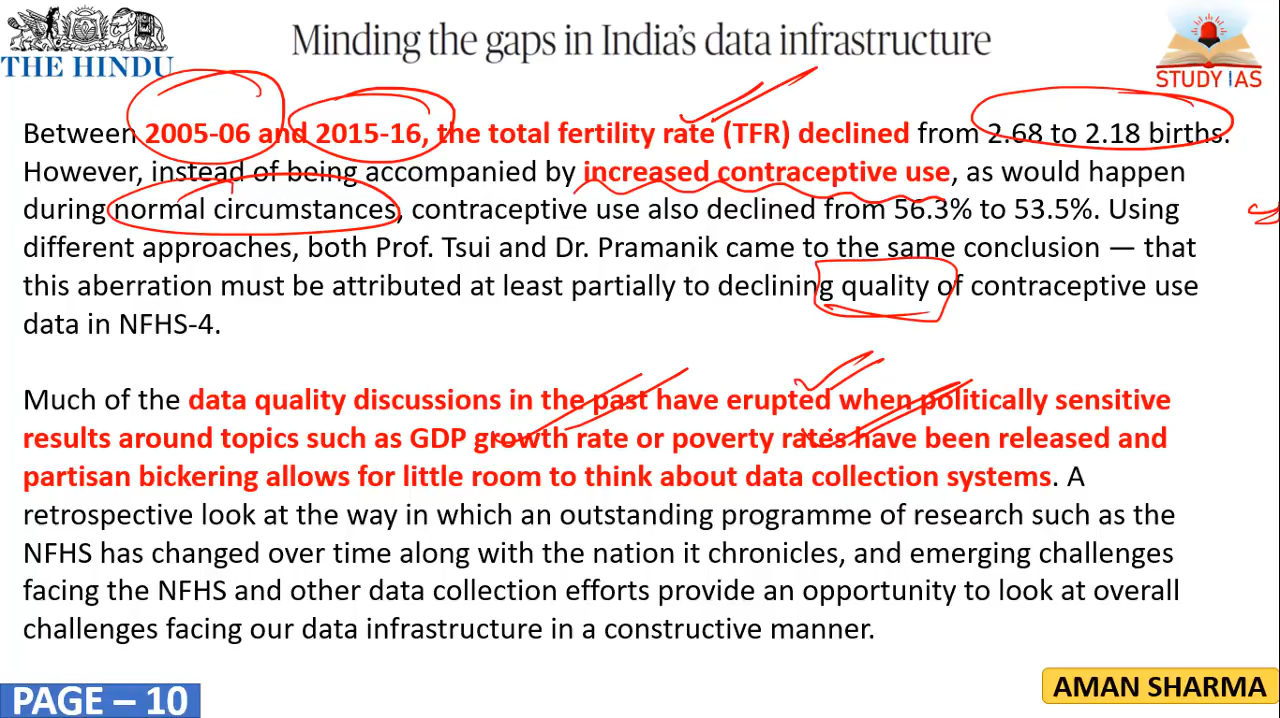 Minding the gaps in India's data infrastructure
THE HINDU
STUDY IAS
Between 2005-06 and 2015-16, the total fertility rate (TFR) declined from 2.68 to 2.18 births.
However, instead of being accompanied by increased contraceptive use, as would happen
during normal circumstances, contraceptive use also declined from 56.3% to 53.5%. Using
different approaches, both Prof. Tsui and Dr. Pramanik came to the same conclusion — that
this aberration must be attributed at least partially to declining quality of contraceptive use
data in NFHS-4.
Much of the data quality discussions in the past have erupted when politically sensitive
results around topics such as GDP growth rate or poverty rates have been released and
partisan bickering allows for little room to think about data collection systems. A
retrospective look at the way in which an outstanding programme of research such as the
NFHS has changed over time along with the nation it chronicles, and emerging challenges
facing the NFHS and other data collection efforts provide an opportunity to look at overall
challenges facing our data infrastructure in a constructive manner.
PAGE – 10
AMAN SHARMA